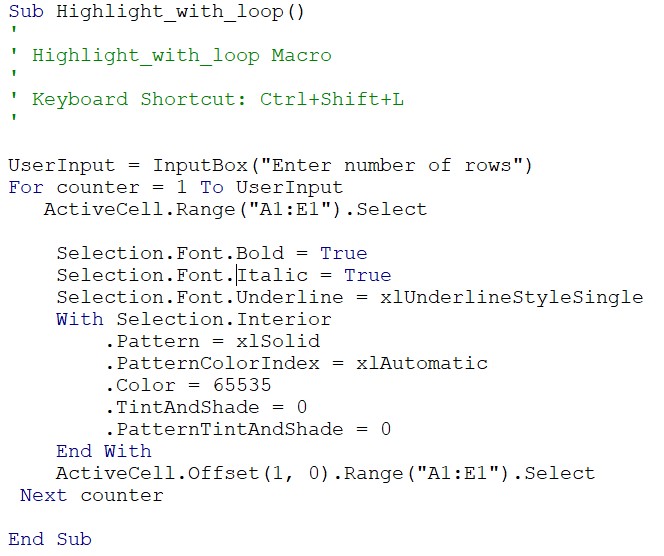 Sub Highlight_with_loop()
'
' Highlight_with_loop Macro
'
' Keyboard Shortcut: Ctrl+Shift+L
'
UserInput = InputBox("Enter number of rows")
For counter = 1 To UserInput
   ActiveCell.Range("A1:E1").Select
    Selection.Font.Bold = True
    Selection.Font.Italic = True
    Selection.Font.Underline = xlUnderlineStyleSingle
    With Selection.Interior
        .Pattern = xlSolid
        .PatternColorIndex = xlAutomatic
        .Color = 65535
        .TintAndShade = 0
        .PatternTintAndShade = 0
    End With
    ActiveCell.Offset(1, 0).Range("A1:E1").Select
 Next counter
End Sub